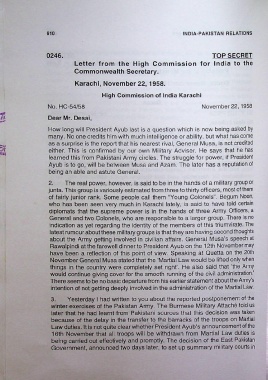 610
INDIA-PAKISTAN RELATIONS
0246.
TOP SECRET
Letter from the High Commission for India to the
Commonwealth Secretary.
Karachi, November 22, 1958.
High Commission of India Karachi
No. HC-54/58
November 22, 1958
Dear Mr. Desai,
How long will President Ayub last is a question which is now being asked by
many. No one credits him with much intelligence or ability, but what has come
as a surprise is the report that his nearest rival, General Musa, is not credited
either. This is confirmed by our own Military Advisor. He says that he has
learned this from Pakistani Army circles. The struggle for power, if President
Ayub is to go, will be between Musa and Azam. The later has a reputation of
being an able and astute General.
2. The real power, however, is said to be in the hands of a military group or
junta. This group is variously estimated from three to thirty officers, most of them
of fairly junior rank. Some people call them "Young Colonels". Begum Noon,
who has been seen very much in Karachi lately, is said to have told certain
diplomats that the supreme power is in the hands of three Army Officers, a
General and two Colonels, who are responsible to a larger group. There is no
indication as yet regarding the identity of the members of this triumvirate. The
latest rumour about these military groups is that they are having second thoughts
about the Army getting involved in civilian affairs. General Musa's speech at
Rawalpindi at the farewell dinner to President Ayub on the 12th November may
have been a reflection of this point of view. Speaking at Quetta on the 20th
November General Musa stated that the "Martial Law would be lifted only when
things in the country were completely set right". He also said that "the Army
would continue giving cover for the smooth running of the civil administration".
There seems to be no basic departure from his earlier statement about the Army's
intention of not getting deeply involved in the administration of the Martial Law.
3. Yesterday I had written to you about the reported postponement of the
winter exercises of the Pakistan Army. The Burmese Military Attaché told us
later that he had learnt from Pakistani sources that this decision was taken
because of the delay in the transfer to the barracks of the troops on Martial
Law duties. It is not quite clear whether President Ayub's announcement of the
16th November that all troops will be withdrawn from Martial Law duties is
being carried out effectively and promptly. The decision of the East Pakistan
Government, announced two days later, to set up summary military courts in